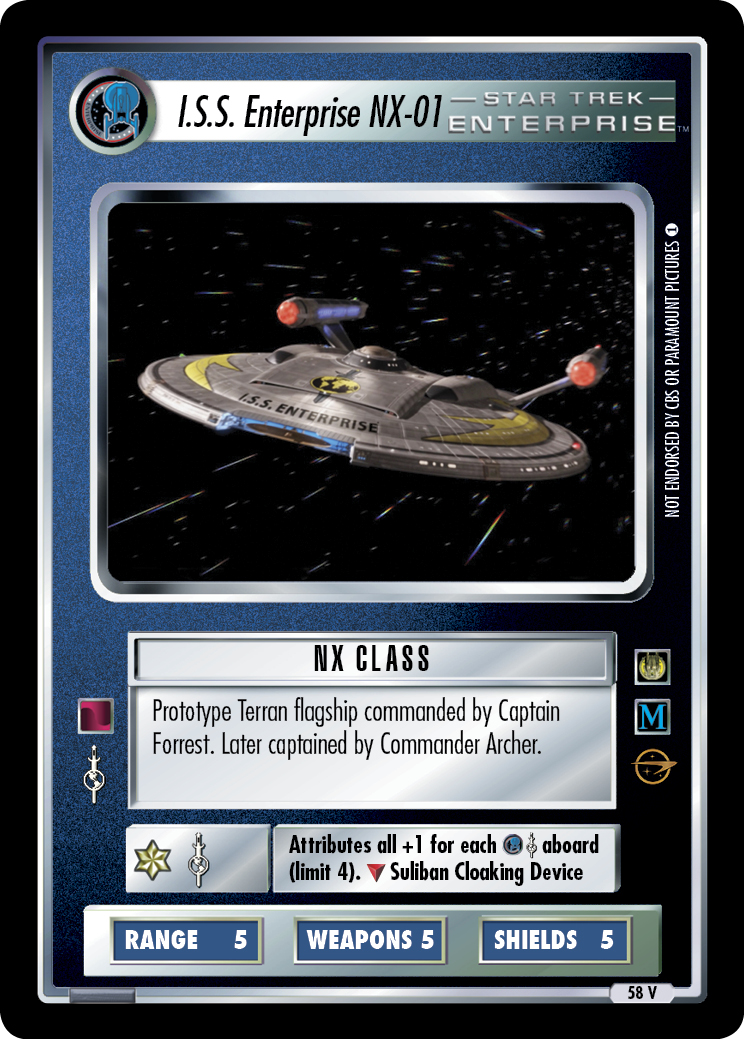 I.S.S. Enterprise NX-01
STAR TREK
ENTERPRISE™
I.S.S. ENTERPRISE
NOT ENDORSED BY CBS OR PARAMOUNT PICTURES 1
NX CLASS
Prototype Terran flagship commanded by Captain
Forrest. Later captained by Commander Archer.
M
Attributes all +1 for each aboard
(limit 4). Suliban Cloaking Device
RANGE 5
WEAPONS 5
SHIELDS 5
58 V